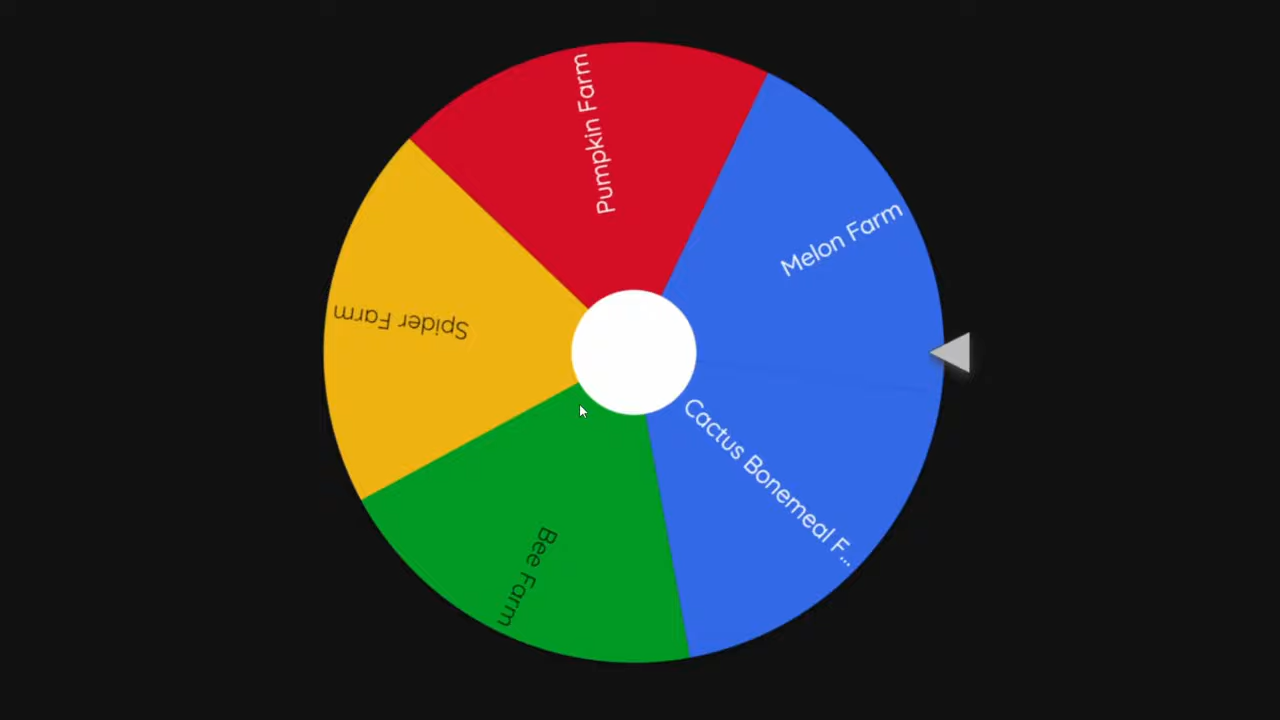 Pumpkin Farm
Melon Farm
Spider Farm
Cactus Bonemeal F...
Bee Farm